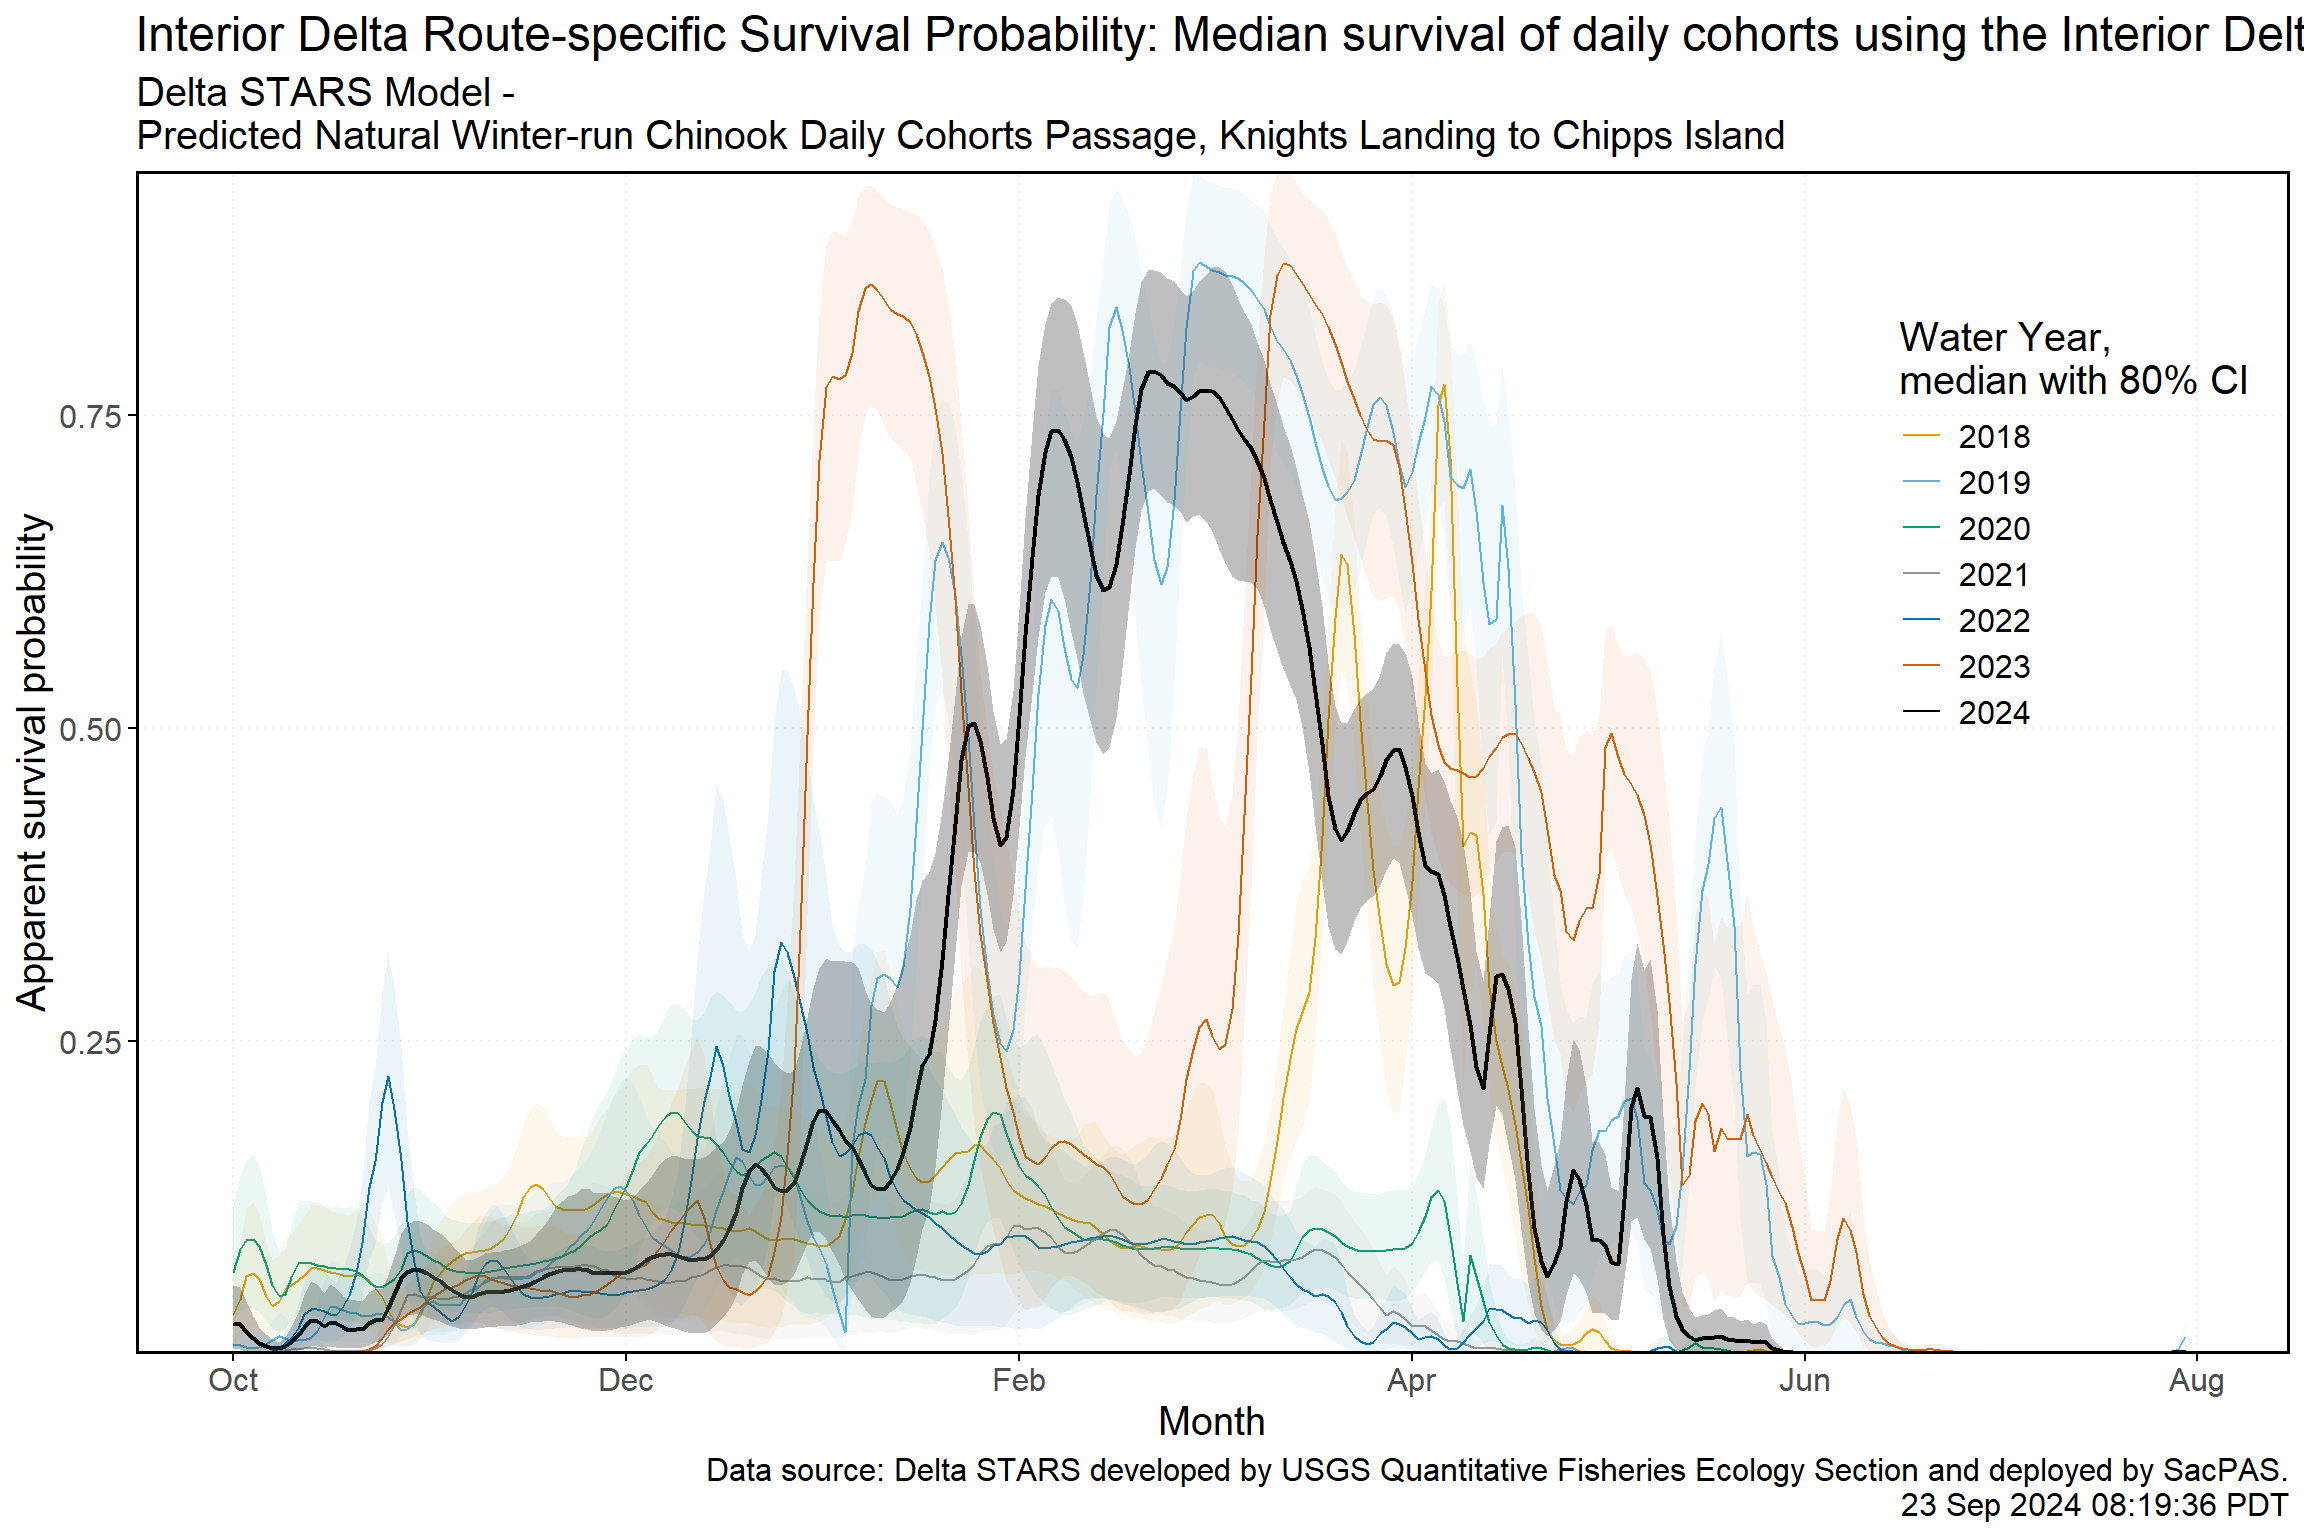 Interior Delta Route-specific Survival Probability: Median survival of daily cohorts using the Interior Delt
Delta STARS Model -
Predicted Natural Winter-run Chinook Daily Cohorts Passage, Knights Landing to Chipps Island
Apparent survival probability
0.75
0.50
0.25
Water Year,
median with 80% CI
2018
2019
2020
2021
2022
2023
2024
Oct
Dec
Feb
Apr
Jun
Aug
Month
Data source: Delta STARS developed by USGS Quantitative Fisheries Ecology Section and deployed by SacPAS.
23 Sep 2024 08:19:36 PDT